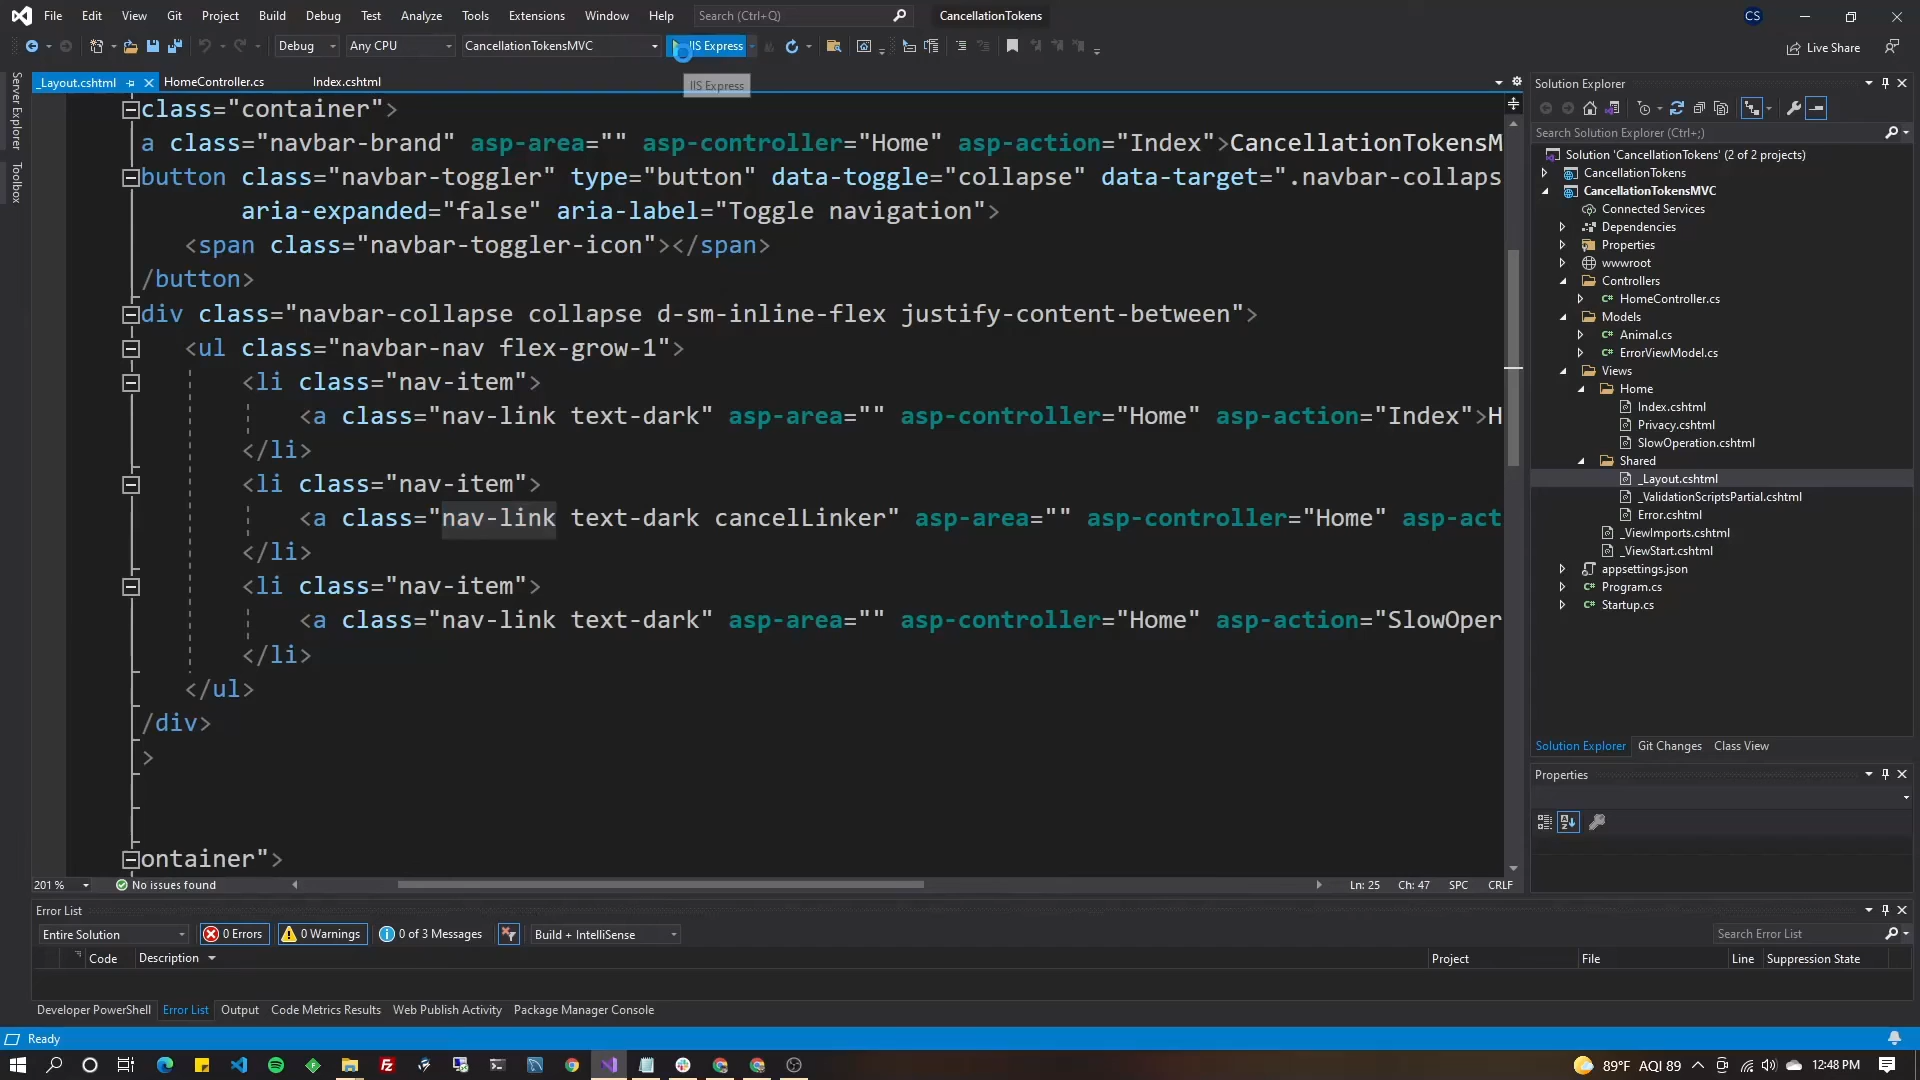 File Edit View Git Project Build Debug Test Analyze Tools Extensions Window Help Search (Ctrl+Q) CancellationTokens CS
Debug Any CPU CancellationTokensMVC IIS Express Live Share
_Layout.cshtml HomeController.cs Index.cshtml
IIS Express
Server Explorer
Toolbox
class="container">
a class="navbar-brand" asp-area="" asp-controller="Home" asp-action="Index">CancellationTokensM
button class="navbar-toggler" type="button" data-toggle="collapse" data-target=".navbar-collaps
aria-expanded="false" aria-label="Toggle navigation">
<span class="navbar-toggler-icon"></span>
/button>
div class="navbar-collapse collapse d-sm-inline-flex justify-content-between">
<ul class="navbar-nav flex-grow-1">
<li class="nav-item">
<a class="nav-link text-dark" asp-area="" asp-controller="Home" asp-action="Index">H
</li>
<li class="nav-item">
<a class="nav-link text-dark cancelLinker" asp-area="" asp-controller="Home" asp-act
</li>
<li class="nav-item">
<a class="nav-link text-dark" asp-area="" asp-controller="Home" asp-action="SlowOper
</li>
</ul>
/div>
>
ontainer">
201 % No issues found Ln: 25 Ch: 47 SPC CRLF
Solution Explorer
Search Solution Explorer (Ctrl+;)
Solution 'CancellationTokens' (2 of 2 projects)
CancellationTokens
CancellationTokensMVC
Connected Services
Dependencies
Properties
wwwroot
Controllers
C# HomeController.cs
Models
C# Animal.cs
C# ErrorViewModel.cs
Views
Home
Index.cshtml
Privacy.cshtml
SlowOperation.cshtml
Shared
_Layout.cshtml
_ValidationScriptsPartial.cshtml
Error.cshtml
_ViewImports.cshtml
_ViewStart.cshtml
appsettings.json
C# Program.cs
C# Startup.cs
Solution Explorer Git Changes Class View
Properties
Error List
Entire Solution 0 Errors 0 Warnings 0 of 3 Messages Build + IntelliSense Search Error List
Code Description Project File Line Suppression State
Developer PowerShell Error List Output Code Metrics Results Web Publish Activity Package Manager Console
Ready
89°F AQI 89 12:48 PM